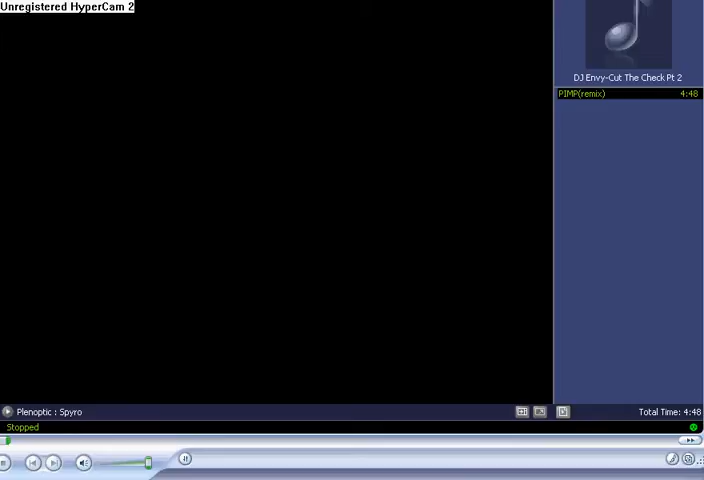 Unregistered HyperCam 2
DJ Envy-Cut The Check Pt 2
PIMP(remix) 4:48
Plenoptic : Spyro
Total Time: 4:48
Stopped